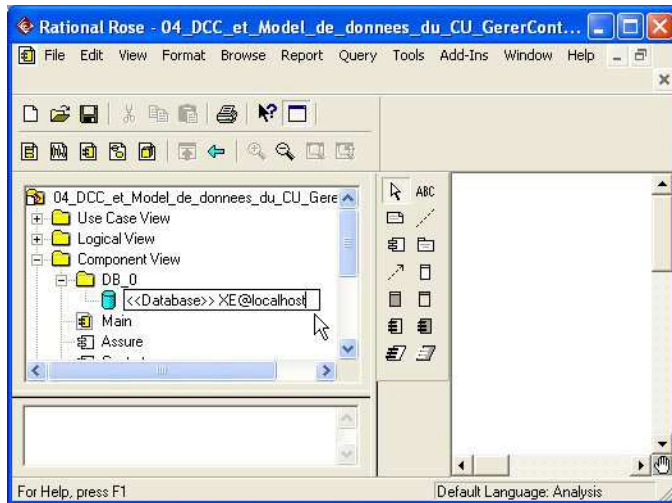 Rational Rose - 04_DCC_et_Model_de_donnees_du_CU_GererCont...
File Edit View Format Browse Report Query Tools Add-Ins Window Help
ABC
04_DCC_et_Model_de_donnees_du_CU_Gere
Use Case View
Logical View
Component View
DB_0
<<Database>> XE@localhost
Main
Assure
For Help, press F1
Default Language: Analysis